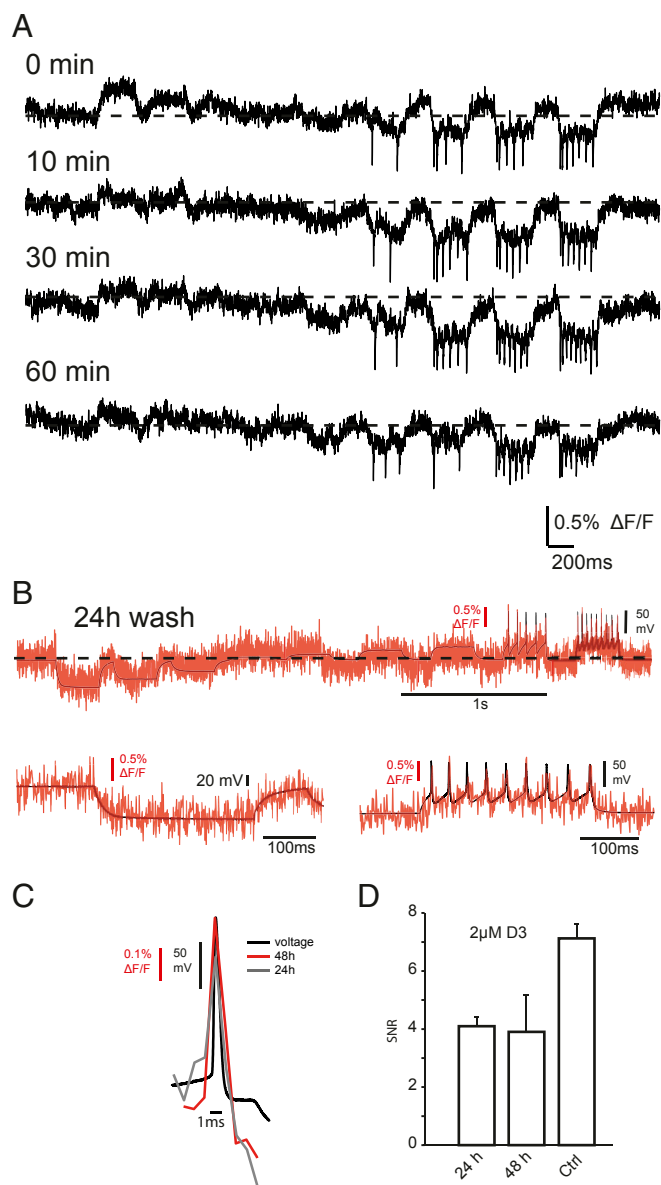 A
0 min
10 min
30 min
60 min
0.5% ΔF/F
200ms
B
24h wash
0.5%
ΔF/F
50
mV
1s
0.5%
ΔF/F
20 mV
100ms
0.5%
ΔF/F
50
mV
100ms
C
0.1%
ΔF/F
50
mV
voltage
48h
24h
1ms
D
2µM D3
SNR
8
6
4
2
0
24 h
48 h
Ctrl